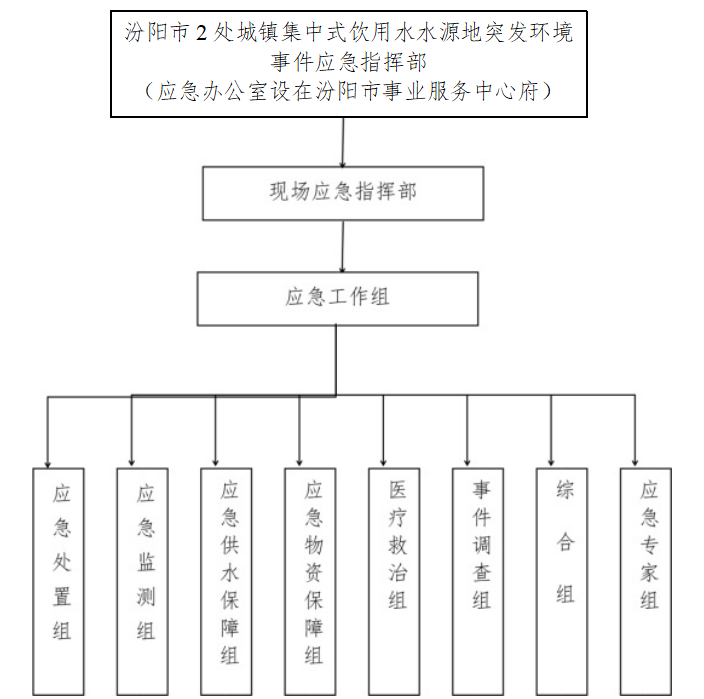 汾阳市 2 处城镇集中式饮用水水源地突发环境
事件应急指挥部
（应急办公室设在汾阳市事业服务中心府）
现场应急指挥部
应急工作组
应急处置组
应急监测组
应急供水保障组
应急物资保障组
医疗救治组
事件调查组
综合组
应急专家组